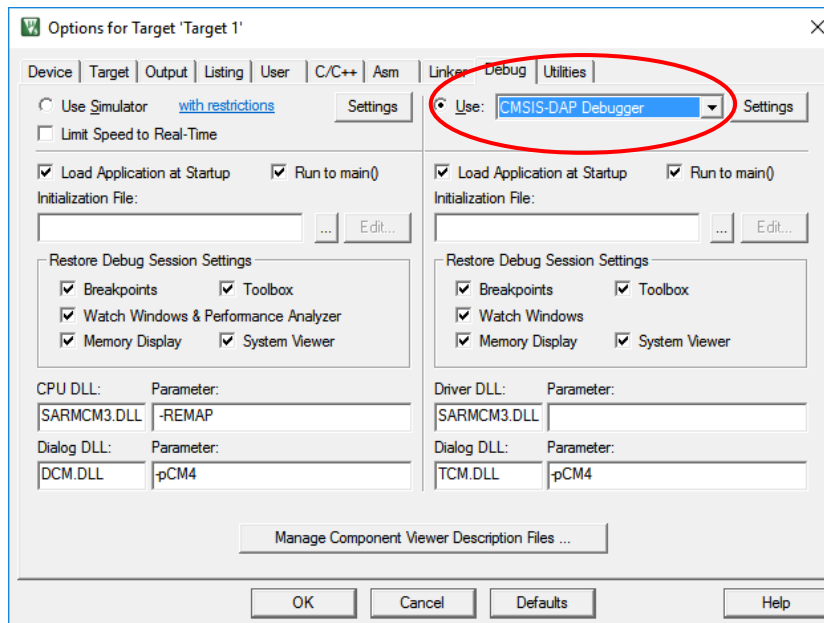 Options for Target 'Target 1'
Device Target Output Listing User C/C++ Asm Linker Debug Utilities
Use Simulator with restrictions Settings
Limit Speed to Real-Time
Load Application at Startup Run to main()
Initialization File:
... Edit...
Restore Debug Session Settings
Breakpoints Toolbox
Watch Windows & Performance Analyzer
Memory Display System Viewer
CPU DLL: Parameter:
SARMCM3.DLL -REMAP
Dialog DLL: Parameter:
DCM.DLL -pCM4
Use: CMSIS-DAP Debugger Settings
Load Application at Startup Run to main()
Initialization File:
... Edit...
Restore Debug Session Settings
Breakpoints Toolbox
Watch Windows
Memory Display System Viewer
Driver DLL: Parameter:
SARMCM3.DLL
Dialog DLL: Parameter:
TCM.DLL -pCM4
Manage Component Viewer Description Files ...
OK Cancel Defaults Help